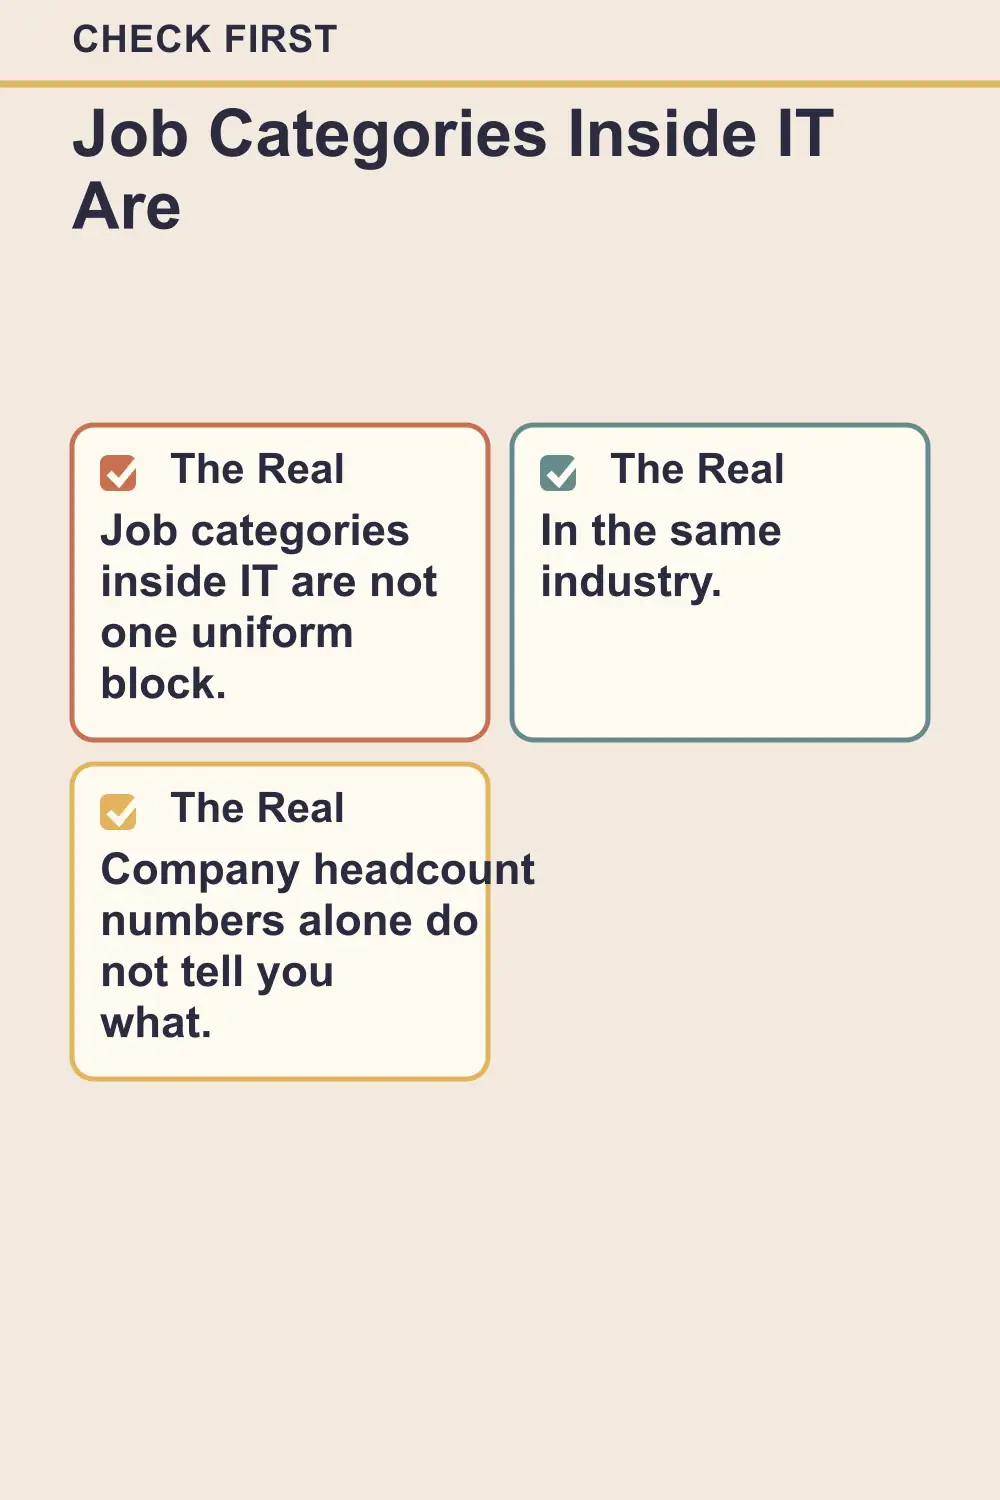 CHECK FIRST
Job Categories Inside IT
Are
The Real
Job categories
inside IT are not
one uniform
block.
The Real
In the same
industry.
The Real
Company headcount
numbers alone do
not tell you
what.